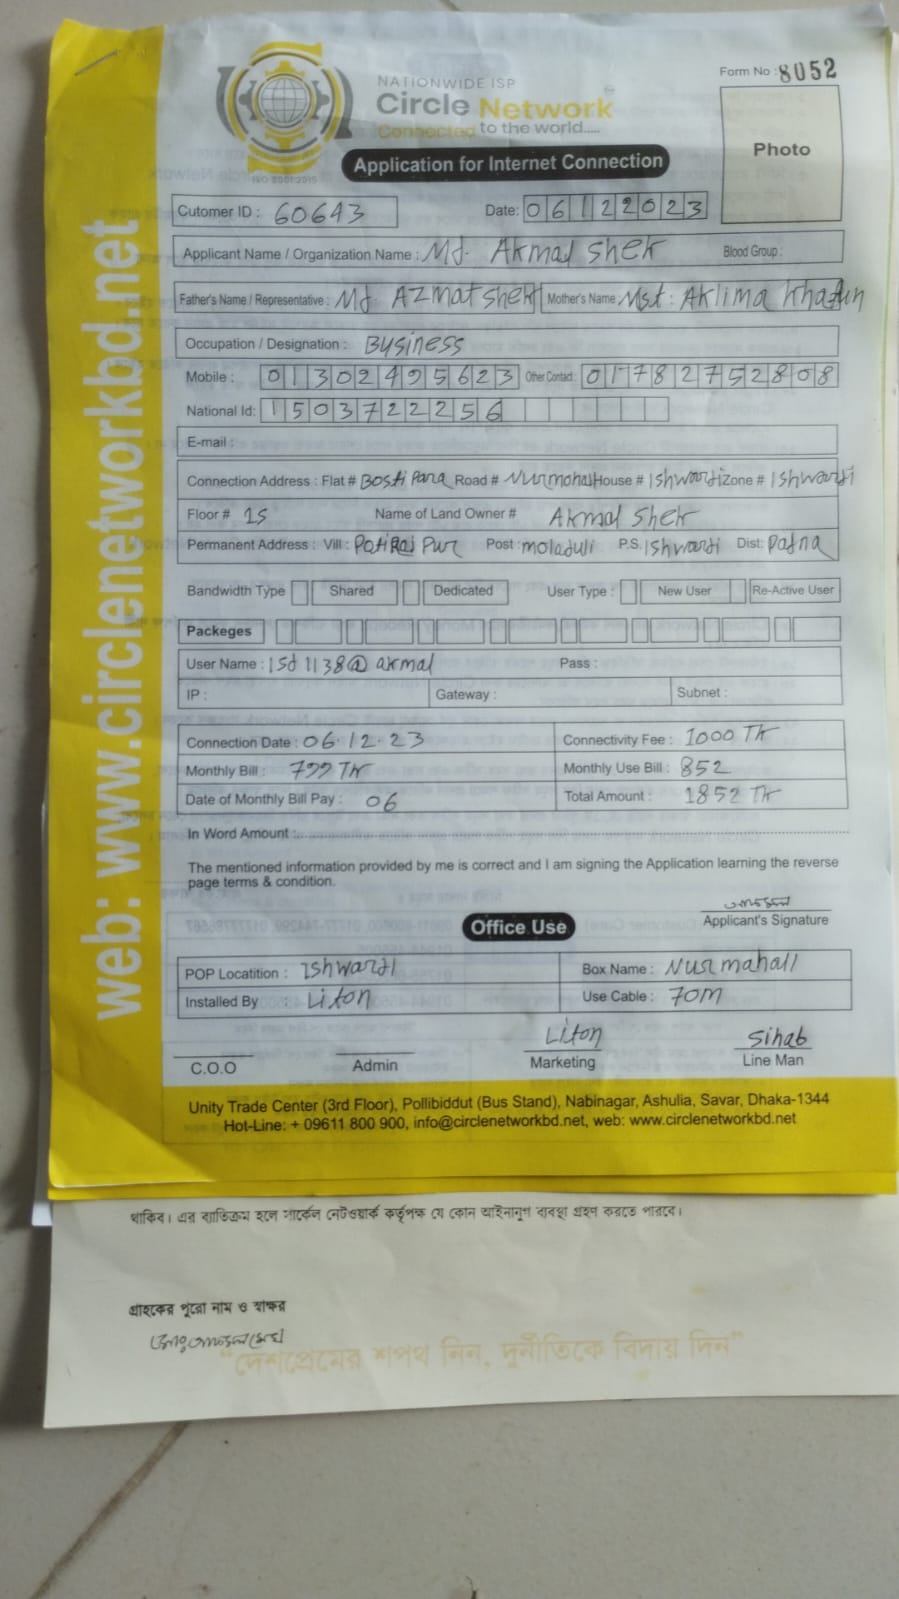 Form No : 8052
NATIONWIDE ISP
Circle Network
Connected to the world.....
Photo
ISO 9001:2015
Application for Internet Connection
Cutomer ID : 60643 Date: 06122023
Applicant Name / Organization Name : Md. Akmal Shek Blood Group :
Father's Name / Representative : Md. Azmat shek Mother's Name Mst : Aklima Khatun
Occupation / Designation : Business
Mobile : 01302495623 Other Contact : 01782752808
National Id: 1503722256
E-mail :
Connection Address : Flat # Bosti Para Road # Nurmohal House # Ishwardi Zone # Ishwardi
Floor # 1s Name of Land Owner # Akmal Shek
Permanent Address : Vill : Potiraj Pur Post : moladuli P.S. Ishwardi Dist: Pabna
Bandwidth Type Shared Dedicated User Type : New User Re-Active User
Packeges
User Name : Isd 1138@akmal Pass :
IP : Gateway : Subnet :
Connection Date : 06.12.23 Connectivity Fee : 1000 Tk
Monthly Bill : 799 Tk Monthly Use Bill : 852
Date of Monthly Bill Pay : 06 Total Amount : 1852 Tk
In Word Amount :
The mentioned information provided by me is correct and I am signing the Application learning the reverse
page terms & condition.
Applicant's Signature
Office Use
POP Locatition : Ishwardi Box Name : Nurmahall
Installed By : Liton Use Cable : 70M
Liton Sihab
C.O.O Admin Marketing Line Man
Unity Trade Center (3rd Floor), Pollibiddut (Bus Stand), Nabinagar, Ashulia, Savar, Dhaka-1344
Hot-Line: + 09611 800 900, info@circlenetworkbd.net, web: www.circlenetworkbd.net
web: www.circlenetworkbd.net
থাকিব। এর ব্যতিক্রম হলে সার্কেল নেটওয়ার্ক কর্তৃপক্ষ যে কোন আইনানুগ ব্যবস্থা গ্রহণ করতে পারবে।
গ্রাহকের পুরো নাম ও স্বাক্ষর
"দেশপ্রেমের শপথ নিন, দুর্নীতিকে বিদায় দিন"